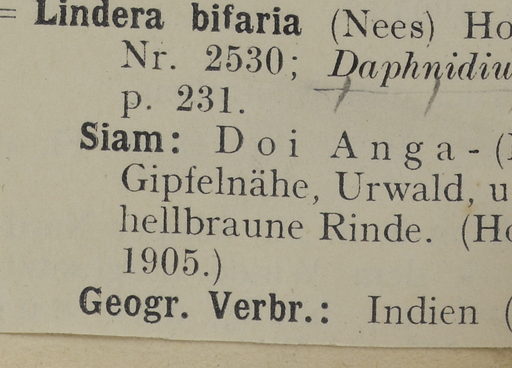 = Lindera bifaria (Nees) Ho
Nr. 2530; Daphnidiu
p. 231.
Siam: Doi Anga-(
Gipfelnähe, Urwald, u
hellbraune Rinde. (Ho
1905.)
Geogr. Verbr.: Indien (